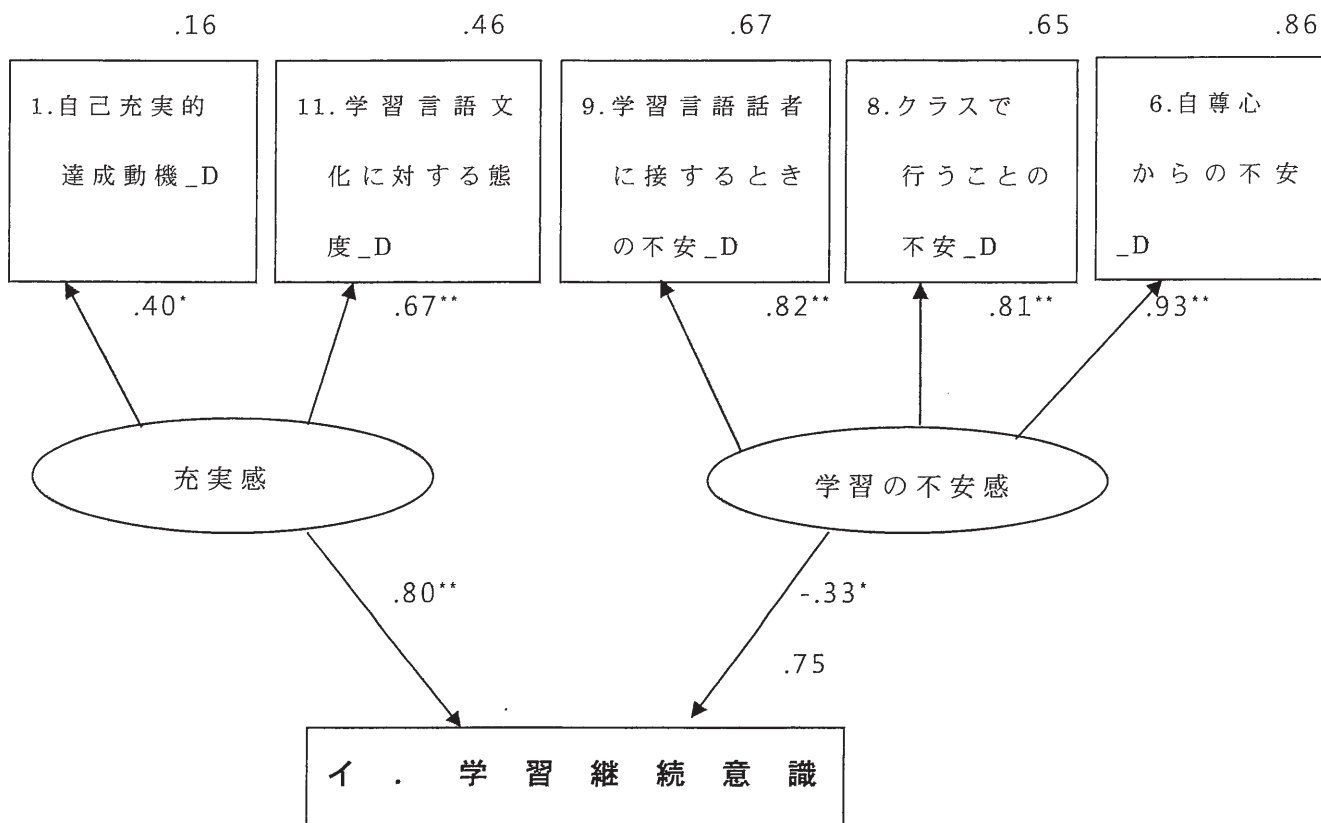 .16 .46 .67 .65 .86
1.自己充実的
達成動機_D
11.学習言語文
化に対する態
度_D
9.学習言語話者
に接するとき
の不安_D
8.クラスで
行うことの
不安_D
6.自尊心
からの不安
_D
.40* .67** .82** .81** .93**
充実感
学習の不安感
.80** -.33*
.75
イ.学習継続意識